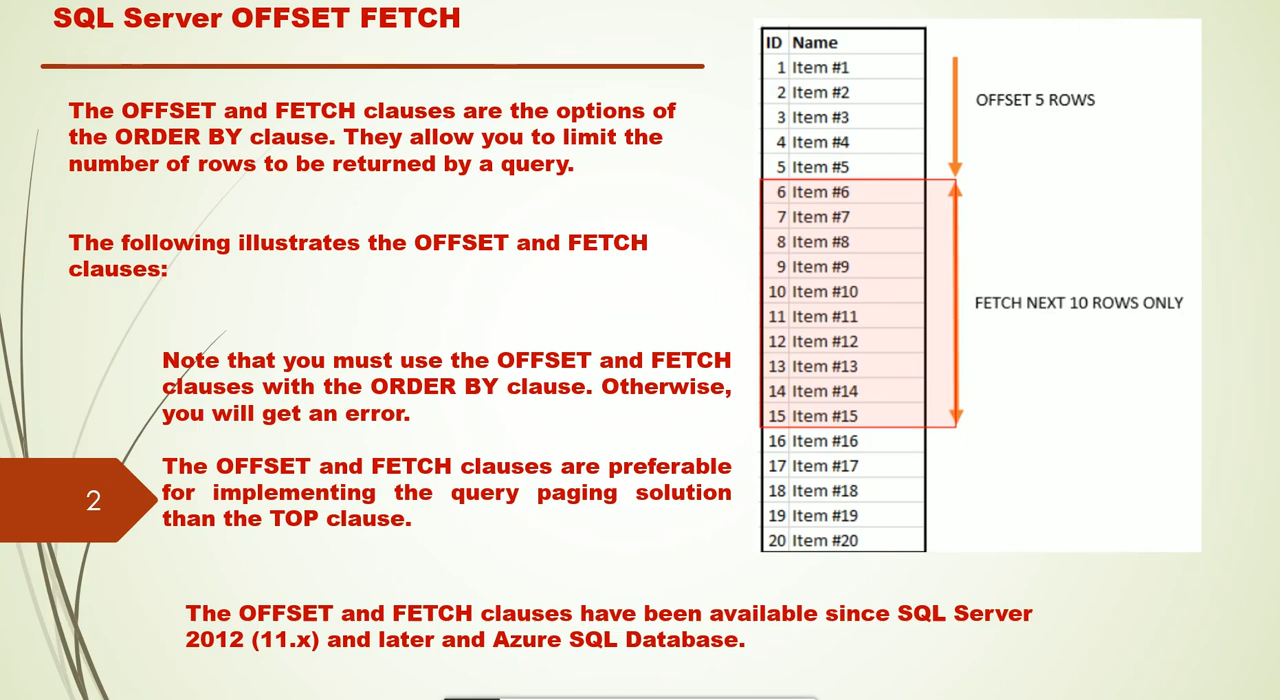 SQL Server OFFSET FETCH
The OFFSET and FETCH clauses are the options of
the ORDER BY clause. They allow you to limit the
number of rows to be returned by a query.
The following illustrates the OFFSET and FETCH
clauses:
Note that you must use the OFFSET and FETCH
clauses with the ORDER BY clause. Otherwise,
you will get an error.
The OFFSET and FETCH clauses are preferable
for implementing the query paging solution
than the TOP clause.
2
The OFFSET and FETCH clauses have been available since SQL Server
2012 (11.x) and later and Azure SQL Database.
ID Name
1 Item #1
2 Item #2
3 Item #3
4 Item #4
5 Item #5
6 Item #6
7 Item #7
8 Item #8
9 Item #9
10 Item #10
11 Item #11
12 Item #12
13 Item #13
14 Item #14
15 Item #15
16 Item #16
17 Item #17
18 Item #18
19 Item #19
20 Item #20
OFFSET 5 ROWS
FETCH NEXT 10 ROWS ONLY